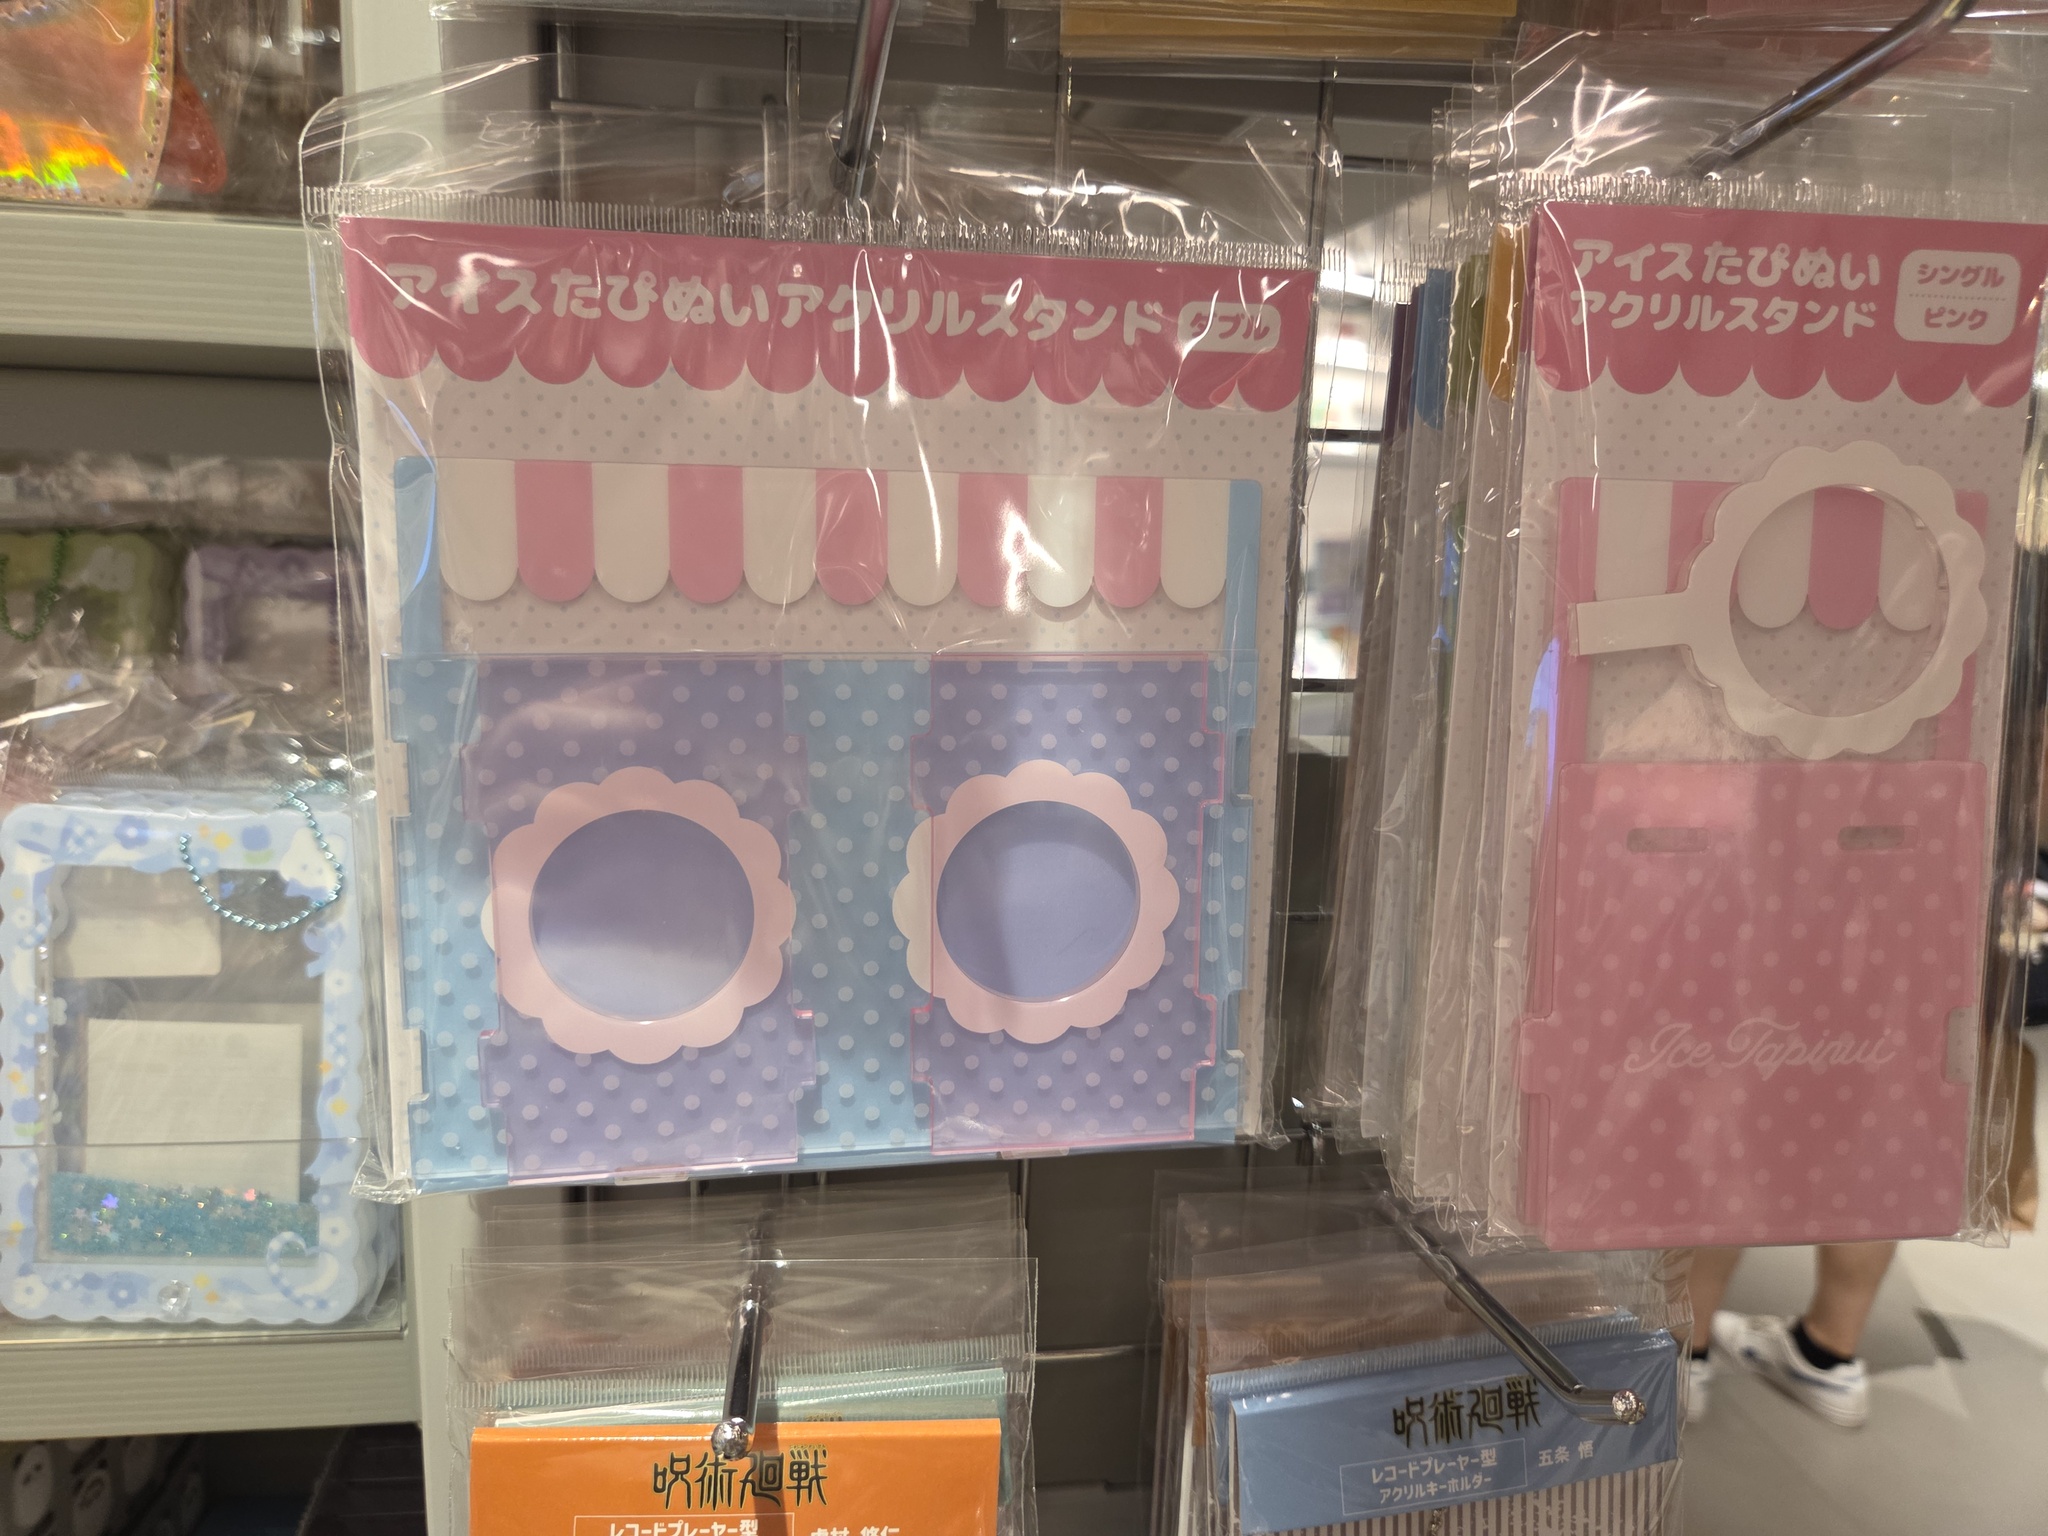 アイスたぴぬいアクリルスタンド ダブル
アイスたぴぬい
アクリルスタンド
シングル
ピンク
Ice Tapinui
呪術廻戦
レコードプレーヤー型
虎杖 悠仁
呪術廻戦
レコードプレーヤー型
アクリルキーホルダー
五条 悟